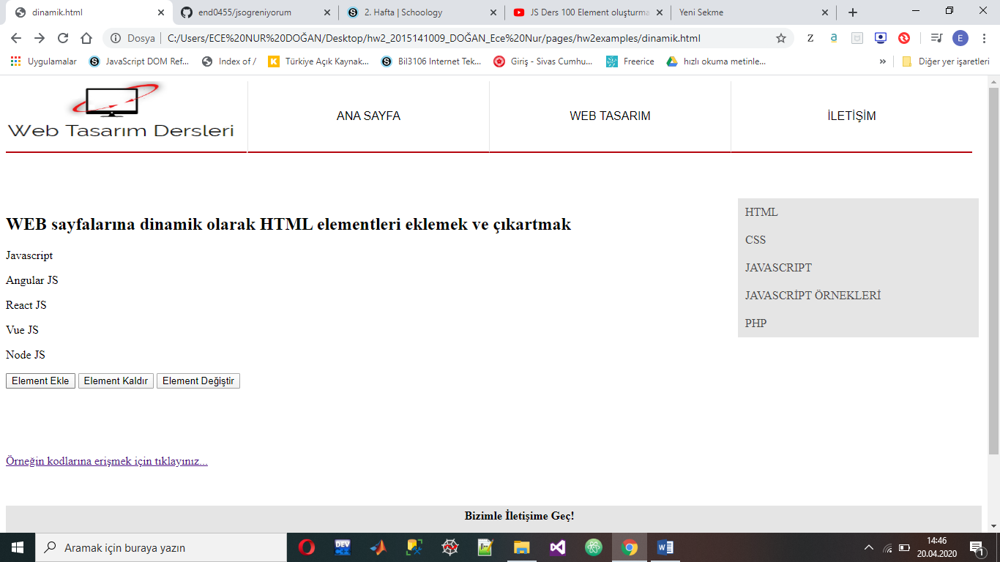 dinamik.html
end0455/jsogreniyorum
2. Hafta | Schoology
JS Ders 100 Element oluşturma
Yeni Sekme
Dosya
C:/Users/ECE%20NUR%20DOĞAN/Desktop/hw2_2015141009_DOĞAN_Ece%20Nur/pages/hw2examples/dinamik.html
Uygulamalar
JavaScript DOM Ref...
Index of /
Türkiye Açık Kaynak...
Bil3106 Internet Tek...
Giriş - Sivas Cumhu...
Freerice
hızlı okuma metinle...
»
Diğer yer işaretleri
Web Tasarım Dersleri
ANA SAYFA
WEB TASARIM
İLETİŞİM
WEB sayfalarına dinamik olarak HTML elementleri eklemek ve çıkartmak
Javascript
Angular JS
React JS
Vue JS
Node JS
Element Ekle
Element Kaldır
Element Değiştir
HTML
CSS
JAVASCRIPT
JAVASCRİPT ÖRNEKLERİ
PHP
Örneğin kodlarına erişmek için tıklayınız...
Bizimle İletişime Geç!
Aramak için buraya yazın
DEV
14:46
20.04.2020
1